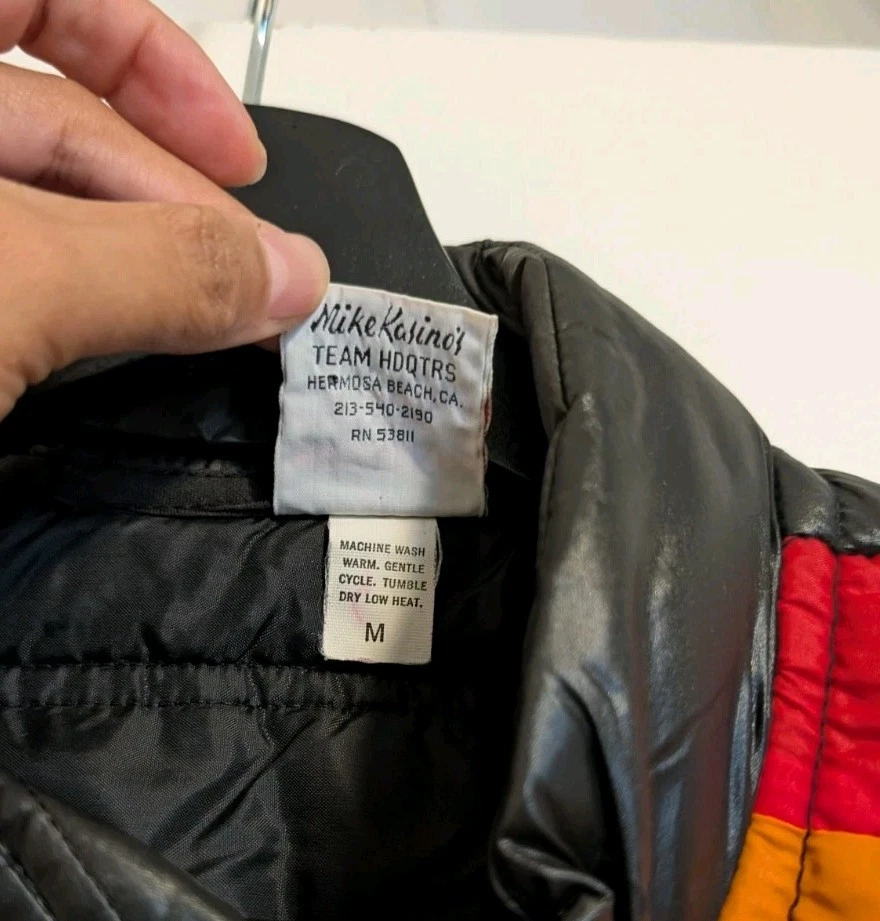 Mike Kasino's
TEAM HDQTRS
HERMOSA BEACH, CA.
213-540-2190
RN 53811
MACHINE WASH
WARM. GENTLE
CYCLE. TUMBLE
DRY LOW HEAT.
M